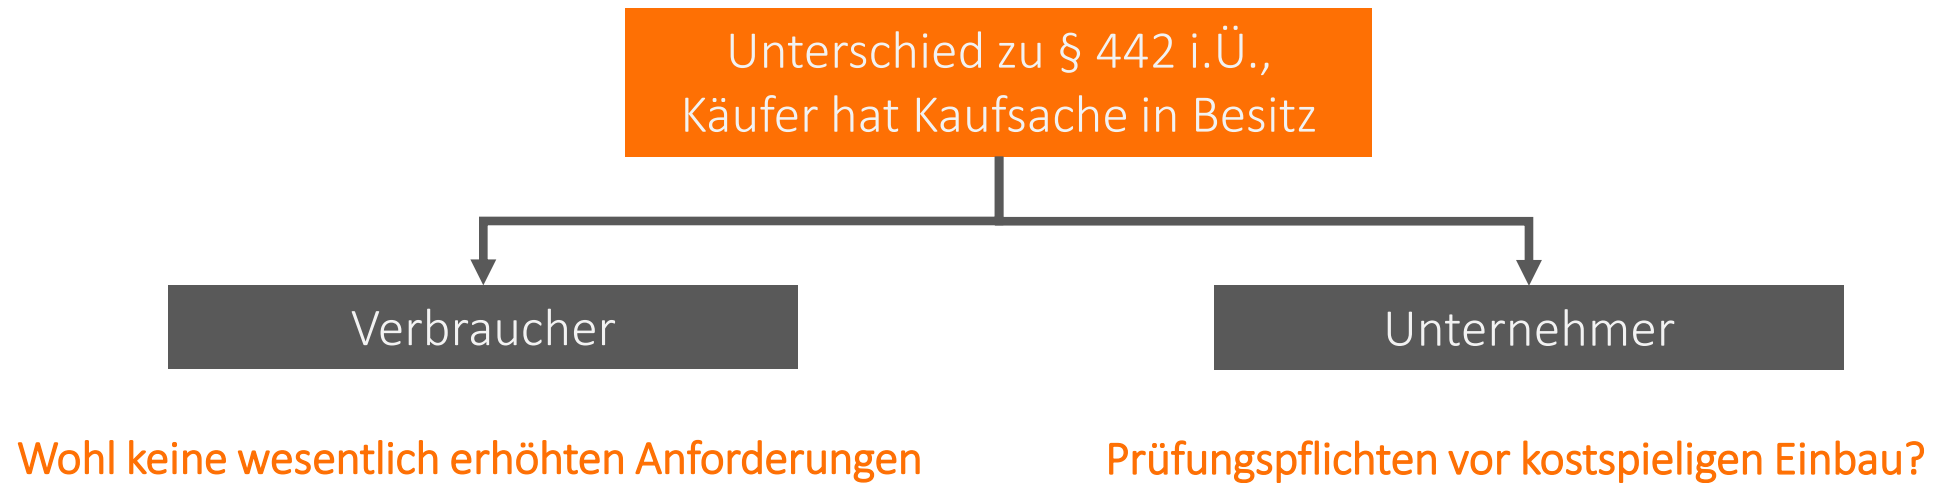 Unterschied zu § 442 i.Ü.,
Käufer hat Kaufsache in Besitz
Verbraucher
Unternehmer
Wohl keine wesentlich erhöhten Anforderungen
Prüfungspflichten vor kostspieligen Einbau?